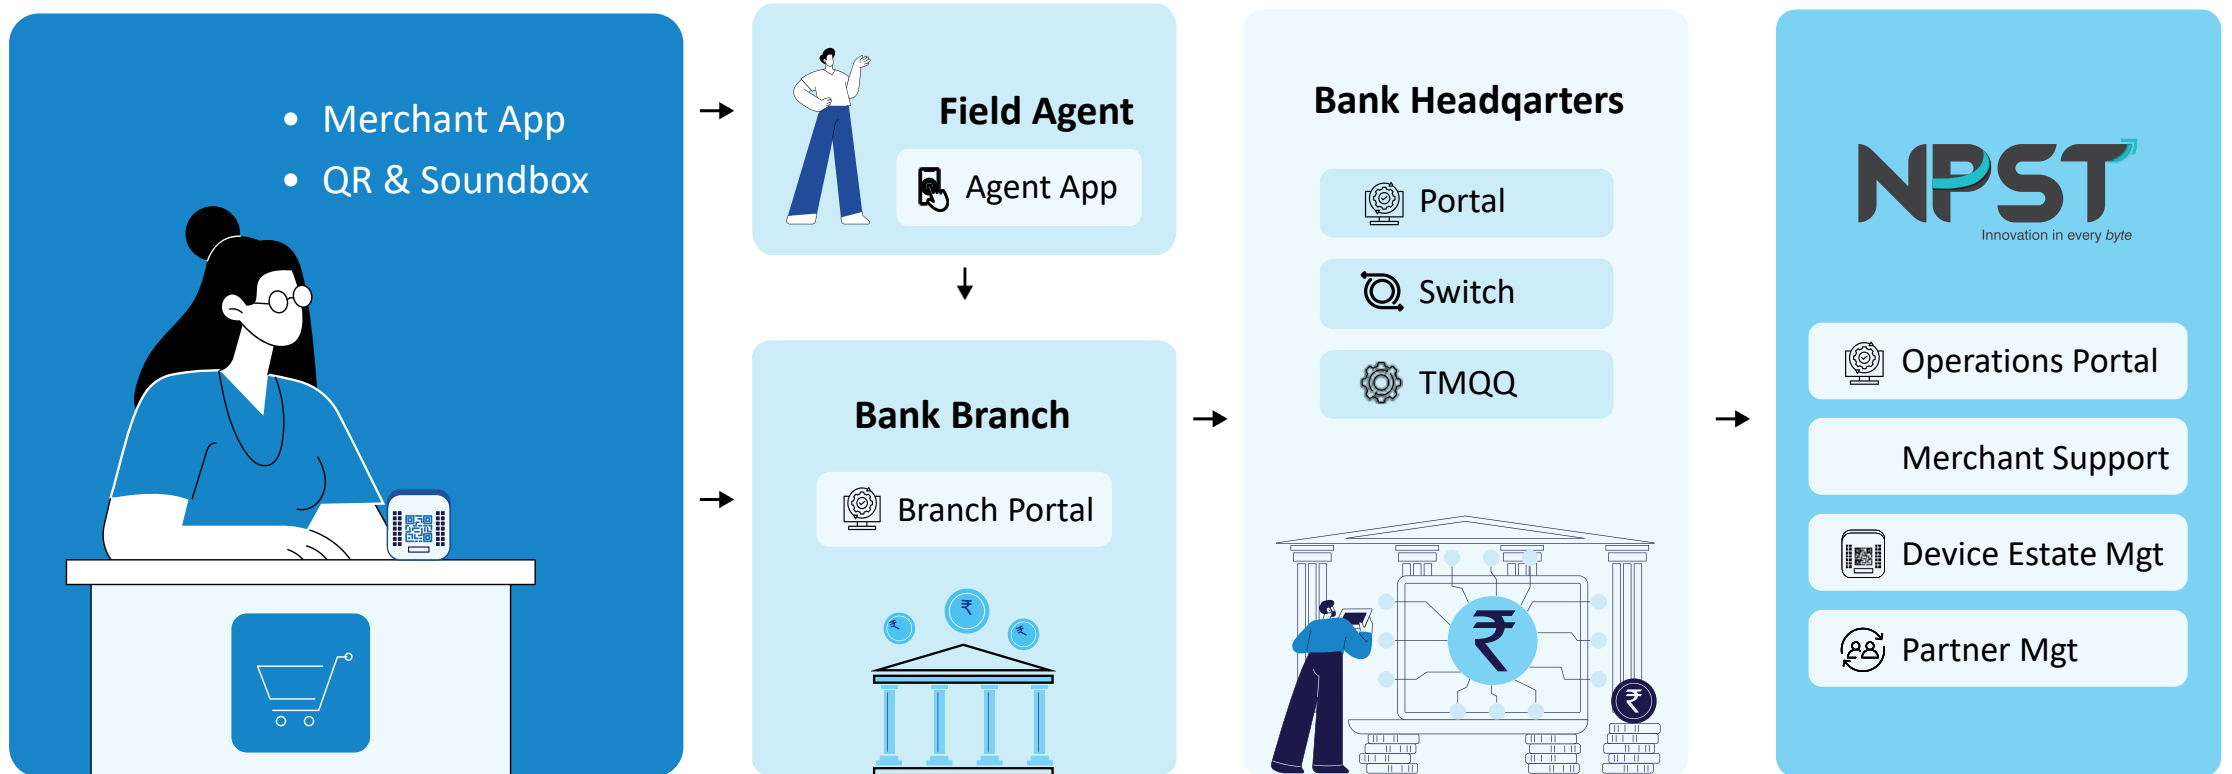 • Merchant App
• QR & Soundbox
Field Agent
Agent App
Bank Branch
Branch Portal
Bank Headqarters
Portal
Switch
TMQQ
NPST
Innovation in every byte
Operations Portal
Merchant Support
Device Estate Mgt
Partner Mgt